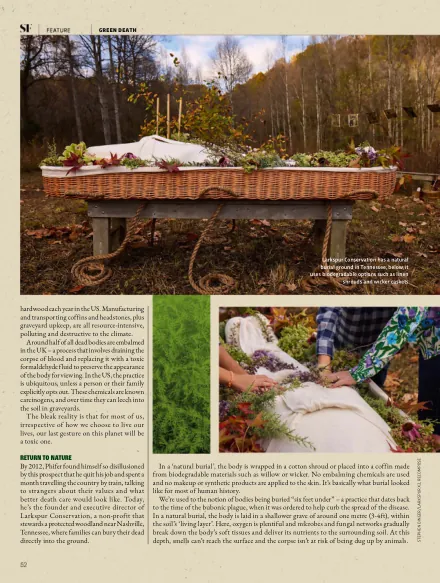 SF
FEATURE
GREEN DEATH
Larkspur Conservation has a natural
burial ground in Tennessee, below; it
uses biodegradable options such as linen
shrouds and wicker caskets
hardwood each year in the US. Manufacturing
and transporting coffins and headstones, plus
graveyard upkeep, are all resource-intensive,
polluting and destructive to the climate.
Around half of all dead bodies are embalmed
in the UK – a process that involves draining the
corpse of blood and replacing it with a toxic
formaldehyde fluid to preserve the appearance
of the body for viewing. In the US, the practice
is ubiquitous, unless a person or their family
explicitly opts out. These chemicals are known
carcinogens, and over time they can leech into
the soil in graveyards.
The bleak reality is that for most of us,
irrespective of how we choose to live our
lives, our last gesture on this planet will be
a toxic one.
RETURN TO NATURE
By 2012, Phifer found himself so disillusioned
by this prospect that he quit his job and spent a
month travelling the country by train, talking
to strangers about their values and what
better death care would look like. Today,
he's the founder and executive director of
Larkspur Conservation, a non-profit that
stewards a protected woodland near Nashville,
Tennessee, where families can bury their dead
directly into the ground.
In a 'natural burial', the body is wrapped in a cotton shroud or placed into a coffin made
from biodegradable materials such as willow or wicker. No embalming chemicals are used
and no makeup or synthetic products are applied to the skin. It's basically what burial looked
like for most of human history.
We're used to the notion of bodies being buried "six feet under" – a practice that dates back
to the time of the bubonic plague, when it was ordered to help curb the spread of the disease.
In a natural burial, the body is laid in a shallower grave of around one metre (3-4ft), within
the soil's 'living layer'. Here, oxygen is plentiful and microbes and fungal networks gradually
break down the body's soft tissues and deliver its nutrients to the surrounding soil. At this
depth, smells can't reach the surface and the corpse isn't at risk of being dug up by animals.
52